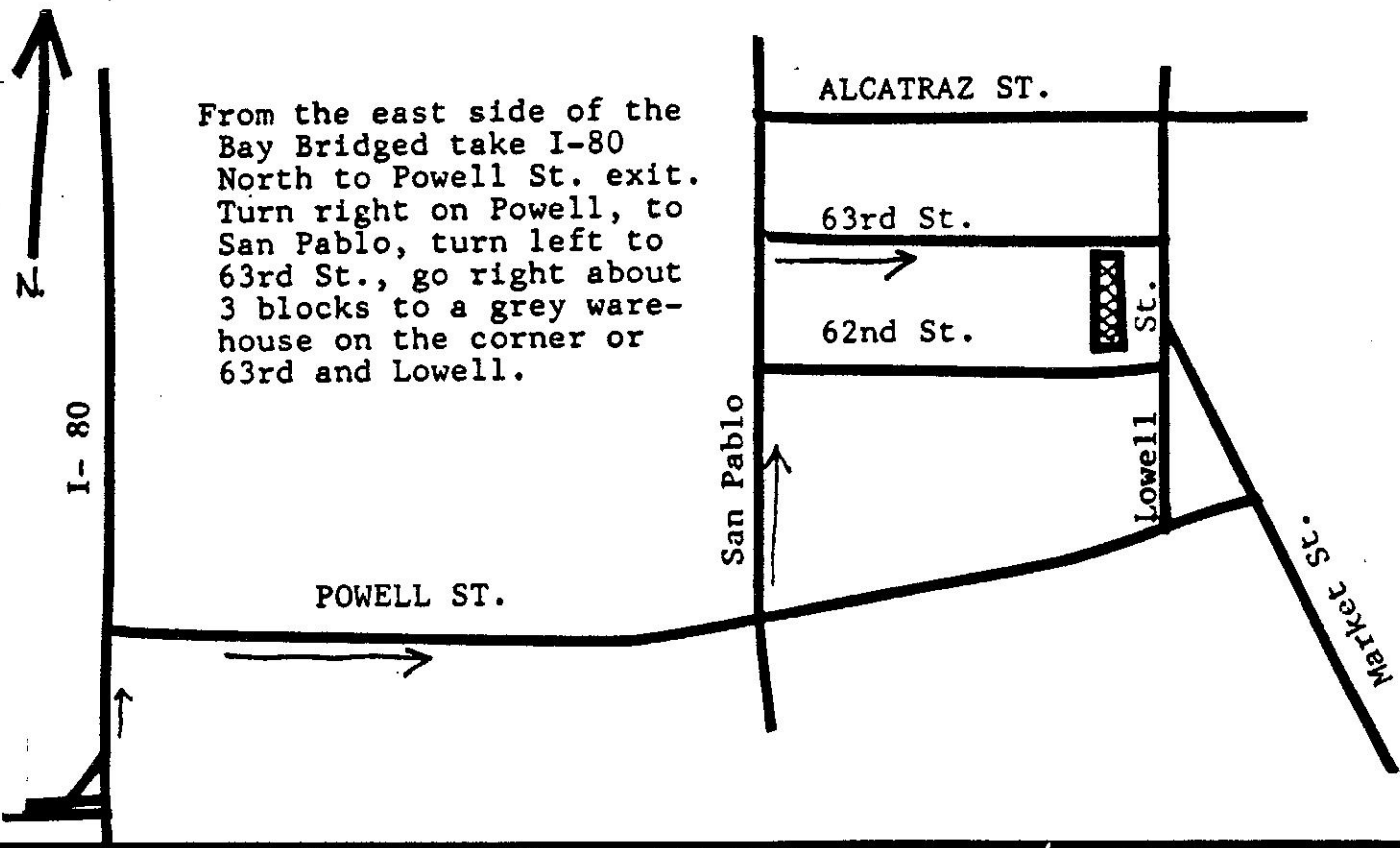 ALCATRAZ ST.
From the east side of the
Bay Bridged take I-80
North to Powell St. exit.
Turn right on Powell, to
San Pablo, turn left to
63rd St., go right about
3 blocks to a grey ware-
house on the corner or
63rd and Lowell.
63rd St.
N.
62nd St.
Lowell St.
San Pablo
I- 80
POWELL ST.
Market St.